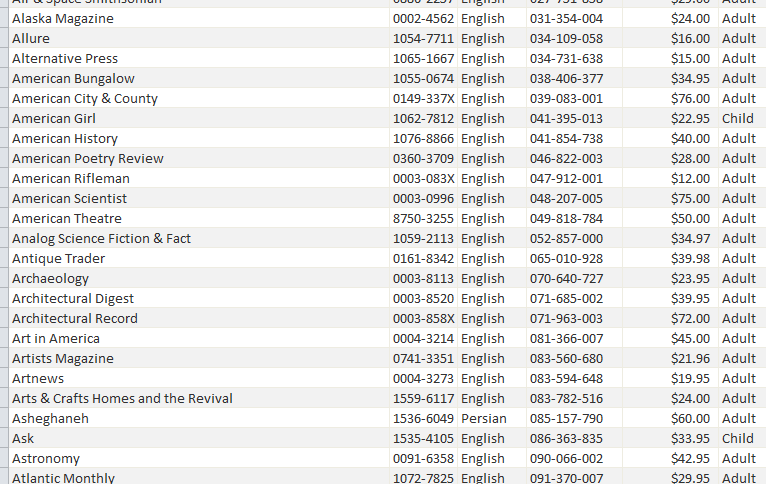 Air & Space Smithsonian
Alaska Magazine 0002-4562 English 031-354-004 $24.00 Adult
Allure 1054-7711 English 034-109-058 $16.00 Adult
Alternative Press 1065-1667 English 034-731-638 $15.00 Adult
American Bungalow 1055-0674 English 038-406-377 $34.95 Adult
American City & County 0149-337X English 039-083-001 $76.00 Adult
American Girl 1062-7812 English 041-395-013 $22.95 Child
American History 1076-8866 English 041-854-738 $40.00 Adult
American Poetry Review 0360-3709 English 046-822-003 $28.00 Adult
American Rifleman 0003-083X English 047-912-001 $12.00 Adult
American Scientist 0003-0996 English 048-207-005 $75.00 Adult
American Theatre 8750-3255 English 049-818-784 $50.00 Adult
Analog Science Fiction & Fact 1059-2113 English 052-857-000 $34.97 Adult
Antique Trader 0161-8342 English 065-010-928 $39.98 Adult
Archaeology 0003-8113 English 070-640-727 $23.95 Adult
Architectural Digest 0003-8520 English 071-685-002 $39.95 Adult
Architectural Record 0003-858X English 071-963-003 $72.00 Adult
Art in America 0004-3214 English 081-366-007 $45.00 Adult
Artists Magazine 0741-3351 English 083-560-680 $21.96 Adult
Artnews 0004-3273 English 083-594-648 $19.95 Adult
Arts & Crafts Homes and the Revival 1559-6117 English 083-782-516 $24.00 Adult
Asheghaneh 1536-6049 Persian 085-157-790 $60.00 Adult
Ask 1535-4105 English 086-363-835 $33.95 Child
Astronomy 0091-6358 English 090-066-002 $42.95 Adult
Atlantic Monthly 1072-7825 English 091-370-007 $29.95 Adult